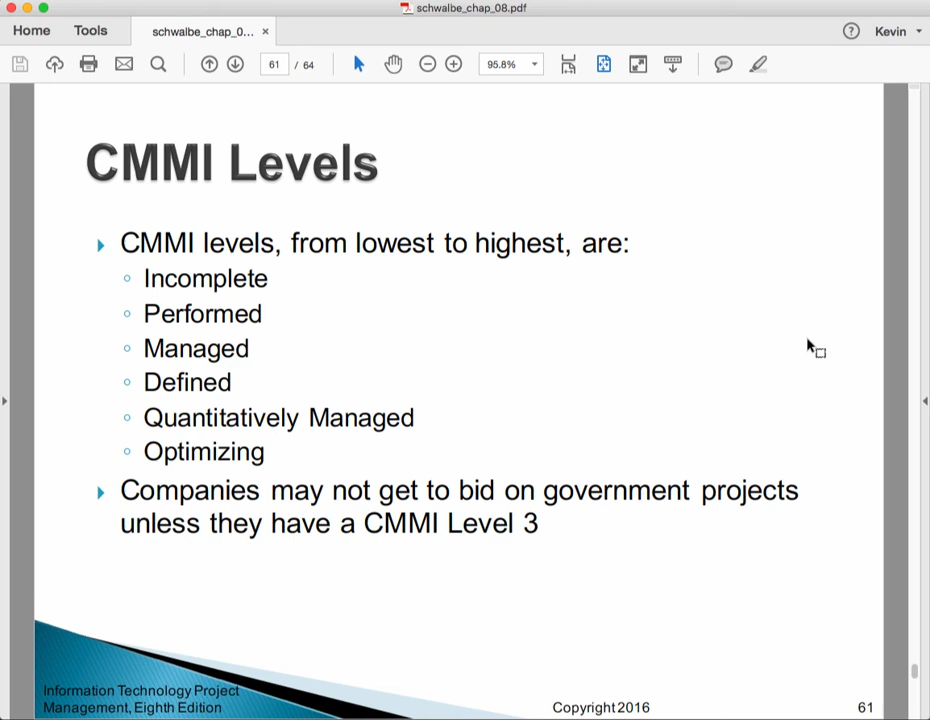 schwalbe_chap_08.pdf
Home Tools schwalbe_chap_0... × ? Kevin
61 / 64 95.8%
CMMI Levels
CMMI levels, from lowest to highest, are:
Incomplete
Performed
Managed
Defined
Quantitatively Managed
Optimizing
Companies may not get to bid on government projects
unless they have a CMMI Level 3
Information Technology Project
Management, Eighth Edition Copyright 2016 61